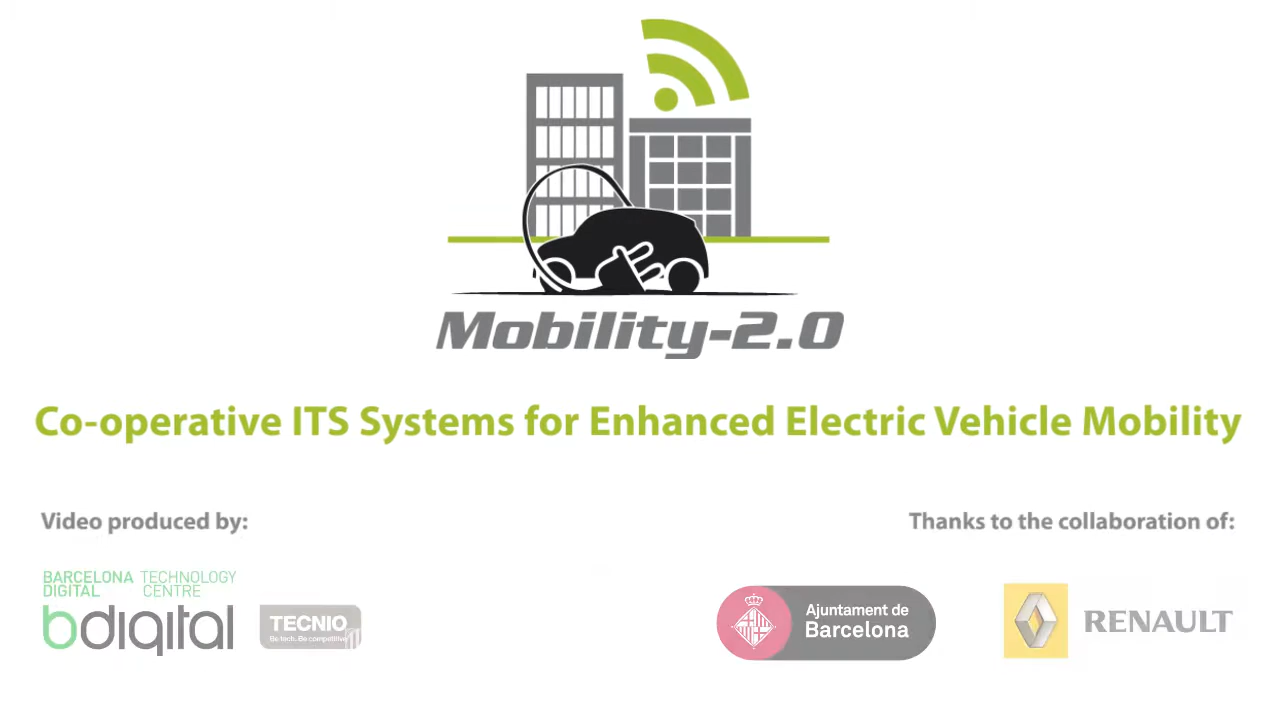 Mobility-2.0
Co-operative ITS Systems for Enhanced Electric Vehicle Mobility
Video produced by:
Thanks to the collaboration of:
BARCELONA TECHNOLOGY
DIGITAL CENTRE
bdigital
TECNIO
Be tech. Be competitive
Ajuntament de
Barcelona
RENAULT